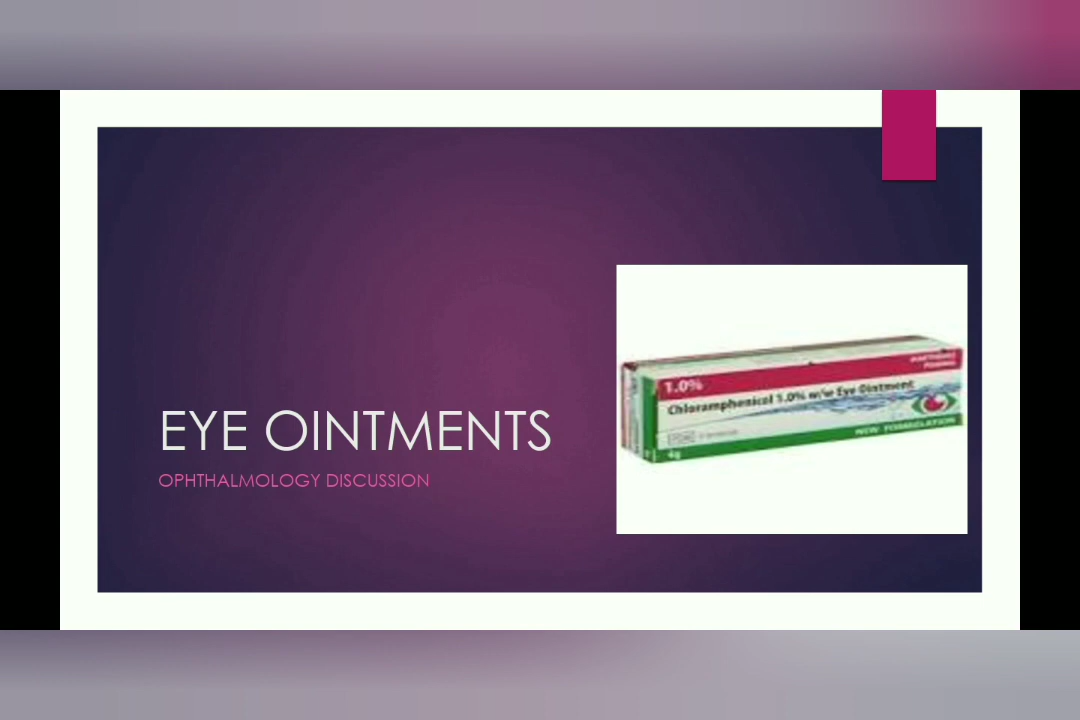 EYE OINTMENTS
OPHTHALMOLOGY DISCUSSION
1.0%
Chloramphenicol 1.0% w/w Eye Ointment
NEW FORMULATION
4g